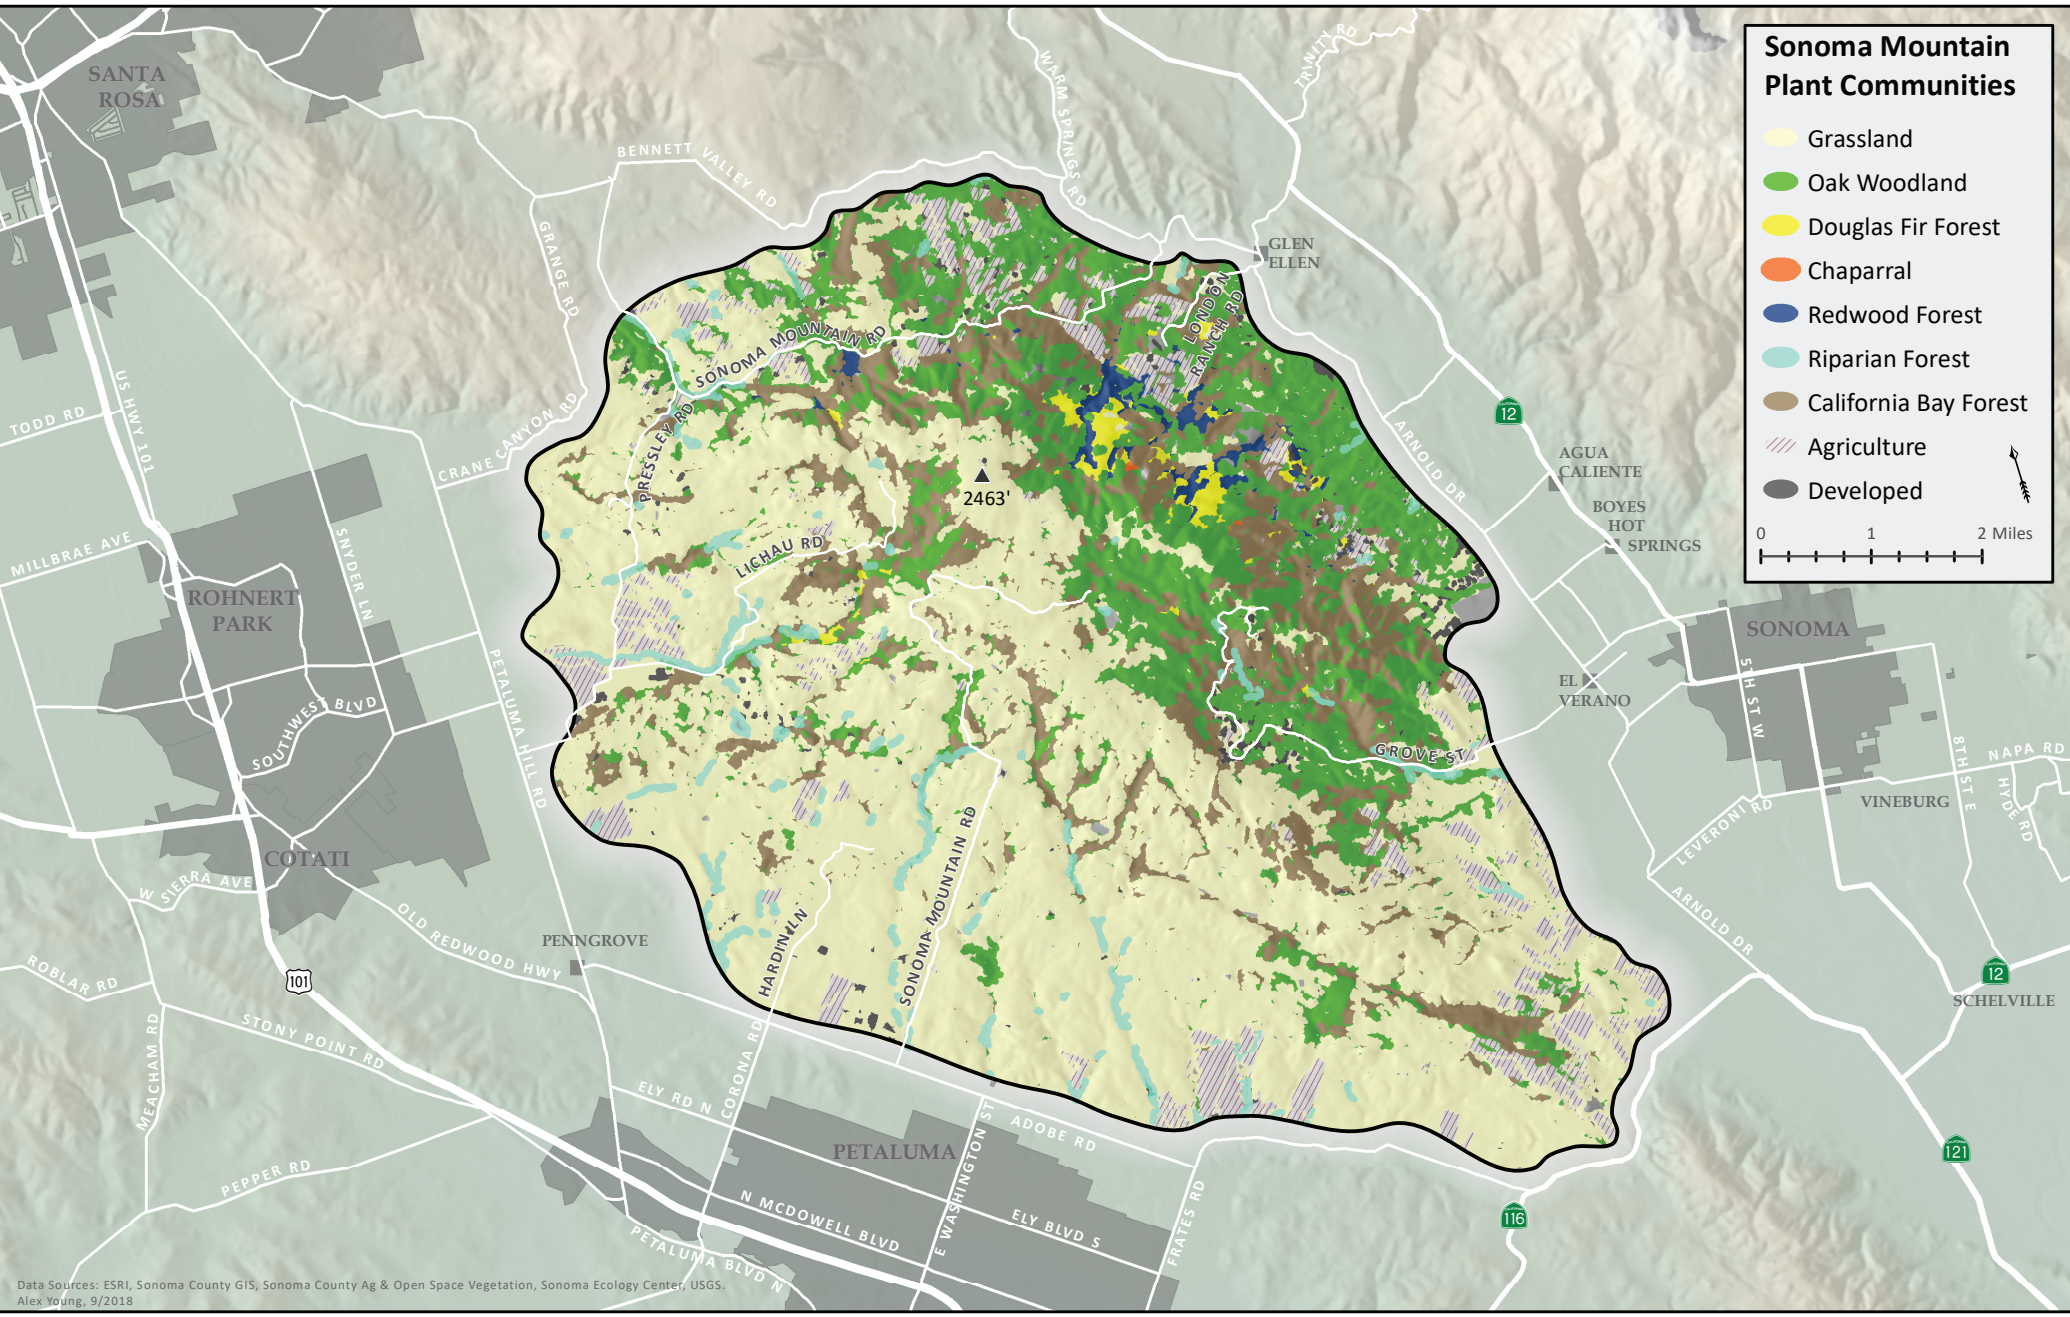 Sonoma Mountain
Plant Communities
Grassland
Oak Woodland
Douglas Fir Forest
Chaparral
Redwood Forest
Riparian Forest
California Bay Forest
Agriculture
Developed
0 1 2 Miles
SANTA
ROSA
BENNETT VALLEY RD
WARM SPRINGS RD
TRINITY RD
GRANGE RD
GLEN
ELLEN
LONDON
RANCH RD
SONOMA MOUNTAIN RD
US HWY 101
TODD RD
CRANE CANYON RD
PRESSLEY RD
2463'
12
ARNOLD DR
AGUA
CALIENTE
BOYES
HOT
SPRINGS
MILLBRAE AVE
SNYDER LN
LICHAU RD
ROHNERT
PARK
SONOMA
EL
VERANO
5TH ST W
PETALUMA HILL RD
SOUTHWEST BLVD
GROVE ST
8TH ST E
NAPA RD
HYDE RD
VINEBURG
LEVERONI RD
COTATI
W SIERRA AVE
OLD REDWOOD HWY
PENNGROVE
HARDIN LN
SONOMA MOUNTAIN RD
ARNOLD DR
12
SCHELVILLE
ROBLAR RD
101
STONY POINT RD
MEACHAM RD
CORONA RD
ELY RD N
ADOBE RD
PETALUMA
E WASHINGTON ST
121
PEPPER RD
N MCDOWELL BLVD
ELY BLVD S
FRATES RD
116
PETALUMA BLVD N
Data Sources: ESRI, Sonoma County GIS, Sonoma County Ag & Open Space Vegetation, Sonoma Ecology Center, USGS.
Alex Young, 9/2018